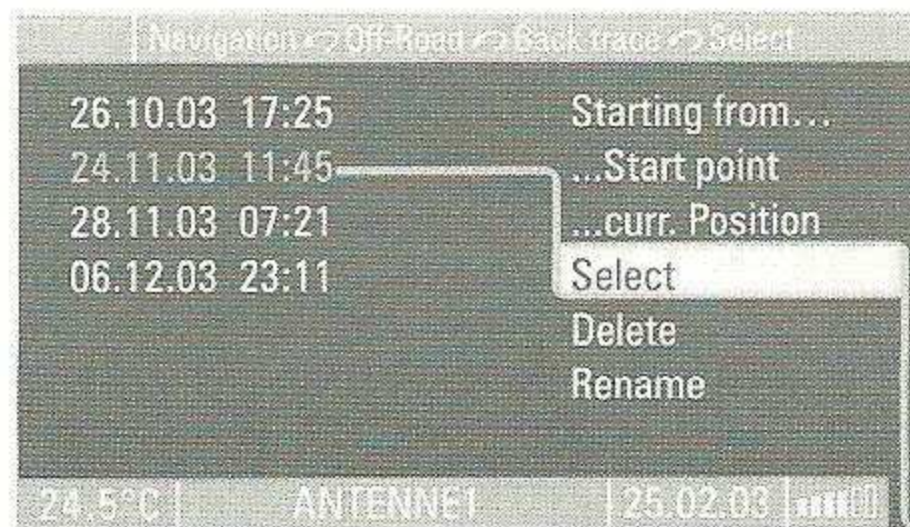 Navigation Off-Road Back trace Select
26.10.03 17:25
24.11.03 11:45
28.11.03 07:21
06.12.03 23:11
Starting from...
...Start point
...curr. Position
Select
Delete
Rename
24.5°C ANTENNE1 25.02.03